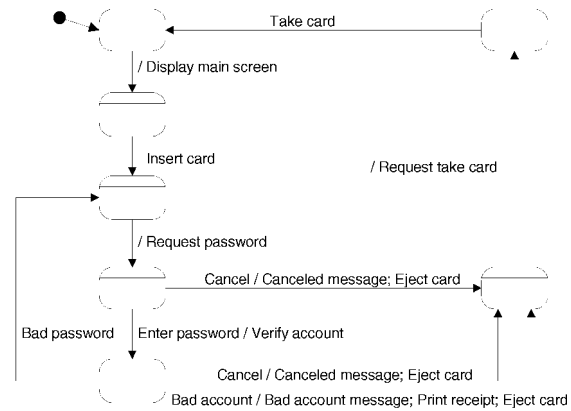 Take card
/ Display main screen
Insert card
/ Request take card
/ Request password
Cancel / Canceled message; Eject card
Bad password
Enter password / Verify account
Cancel / Canceled message; Eject card
Bad account / Bad account message; Print receipt; Eject card